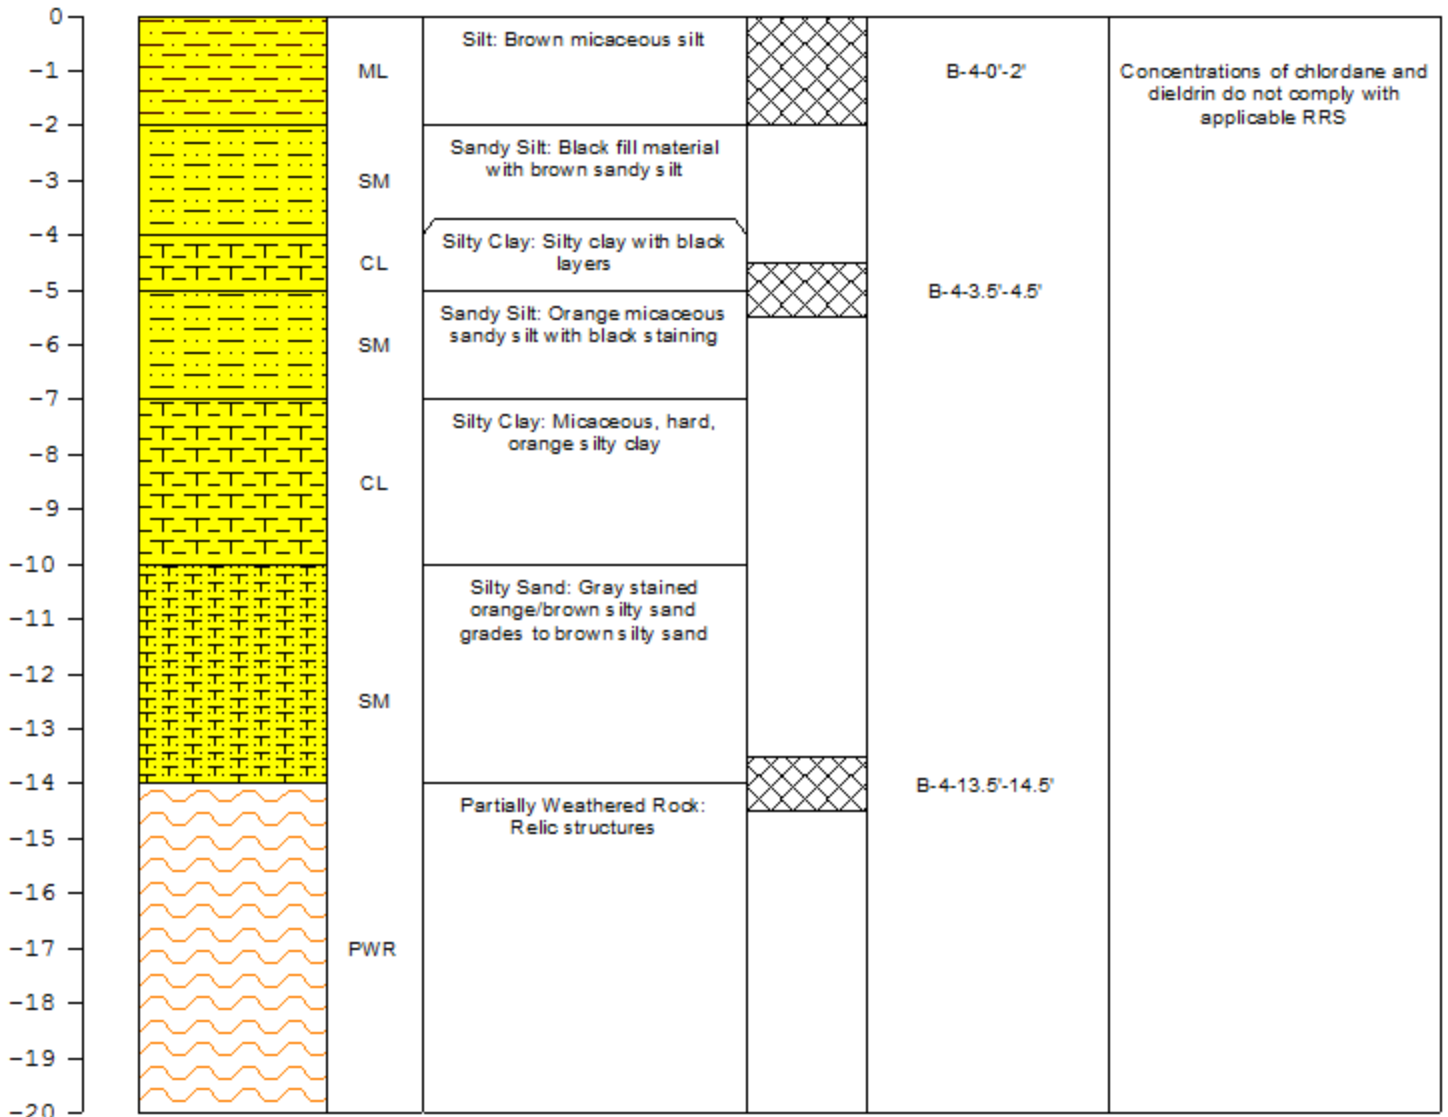 0
-1
-2
-3
-4
-5
-6
-7
-8
-9
-10
-11
-12
-13
-14
-15
-16
-17
-18
-19
-20
ML
SM
CL
SM
CL
SM
PWR
Silt: Brown micaceous silt
Sandy Silt: Black fill material
with brown sandy silt
Silty Clay: Silty clay with black
layers
Sandy Silt: Orange micaceous
sandy silt with black staining
Silty Clay: Micaceous, hard,
orange silty clay
Silty Sand: Gray stained
orange/brown silty sand
grades to brown silty sand
Partially Weathered Rock:
Relic structures
B-4-0'-2'
B-4-3.5'-4.5'
B-4-13.5'-14.5'
Concentrations of chlordane and
dieldrin do not comply with
applicable RRS